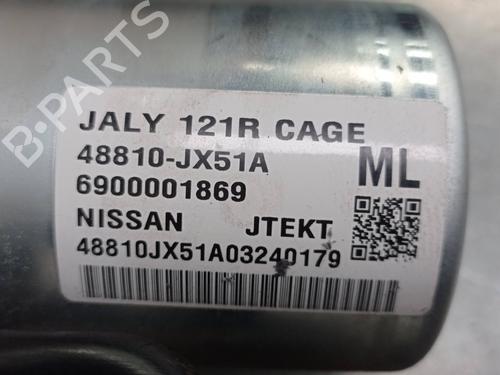 B-PARTS
JALY 121R CAGE
48810-JX51A
ML
6900001869
NISSAN JTEKT
48810JX51A03240179